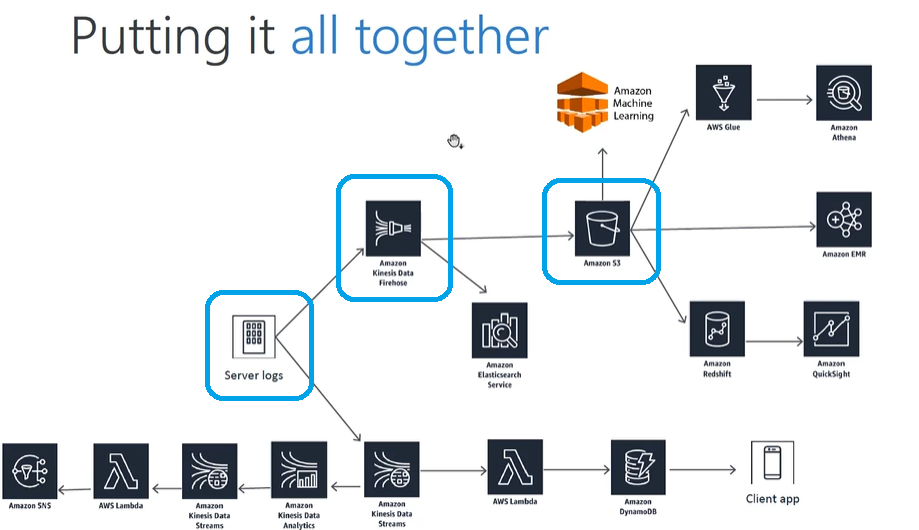 Putting it all together
Amazon
Machine
Learning
AWS Glue
Amazon
Athena
Amazon
Kinesis Data
Firehose
Amazon S3
Amazon EMR
Server logs
Amazon
Elasticsearch
Service
Amazon
Redshift
Amazon
QuickSight
Amazon SNS
AWS Lambda
Amazon
Kinesis Data
Streams
Amazon
Kinesis Data
Analytics
Amazon
Kinesis Data
Streams
AWS Lambda
Amazon
DynamoDB
Client app